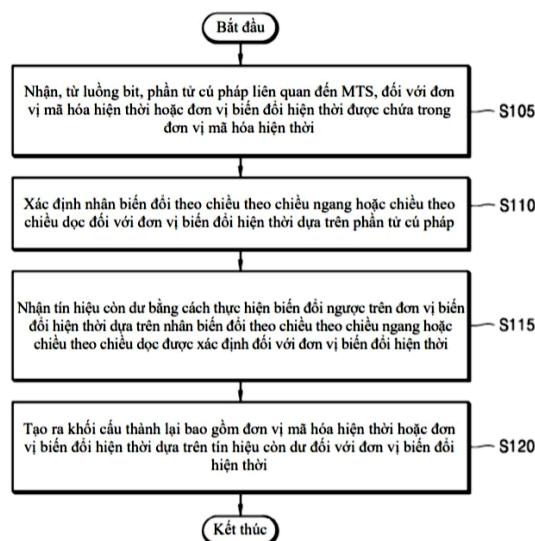 Bắt đầu
Nhận, từ luồng bit, phần tử cú pháp liên quan đến MTS, đối với đơn
vị mã hóa hiện thời hoặc đơn vị biến đổi hiện thời được chứa trong
đơn vị mã hóa hiện thời
S105
Xác định nhân biến đổi theo chiều theo chiều ngang hoặc chiều theo
chiều dọc đối với đơn vị biến đổi hiện thời dựa trên phần tử cú pháp
S110
Nhận tín hiệu còn dư bằng cách thực hiện biến đổi ngược trên đơn vị biến
đổi hiện thời dựa trên nhân biến đổi theo chiều theo chiều ngang hoặc
chiều theo chiều dọc được xác định đối với đơn vị biến đổi hiện thời
S115
Tạo ra khối cấu thành lại bao gồm đơn vị mã hóa hiện thời hoặc đơn
vị biến đổi hiện thời dựa trên tín hiệu còn dư đối với đơn vị biến đổi
hiện thời
S120
Kết thúc